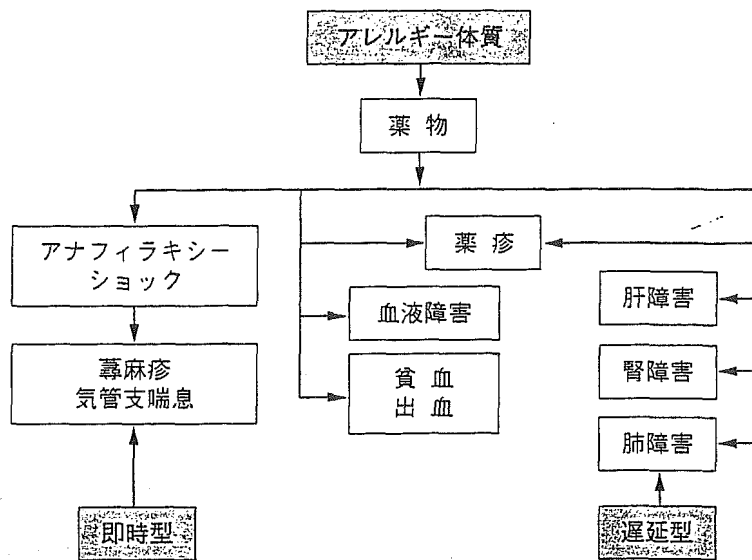 アレルギー体質
薬物
アナフィラキシー
ショック
薬疹
血液障害
肝障害
蕁麻疹
気管支喘息
貧血
出血
腎障害
肺障害
即時型
遅延型